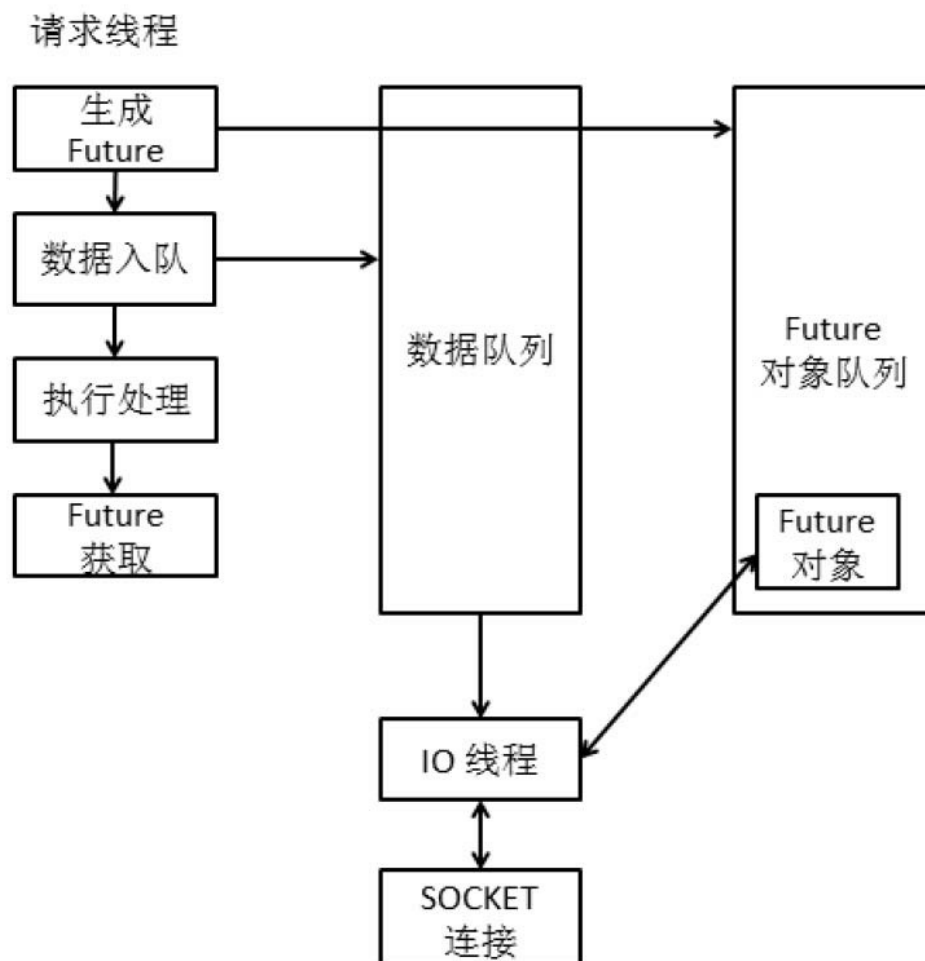 请求线程
生成
Future
数据入队
执行处理
Future
获取
数据队列
Future
对象队列
Future
对象
IO 线程
SOCKET
连接